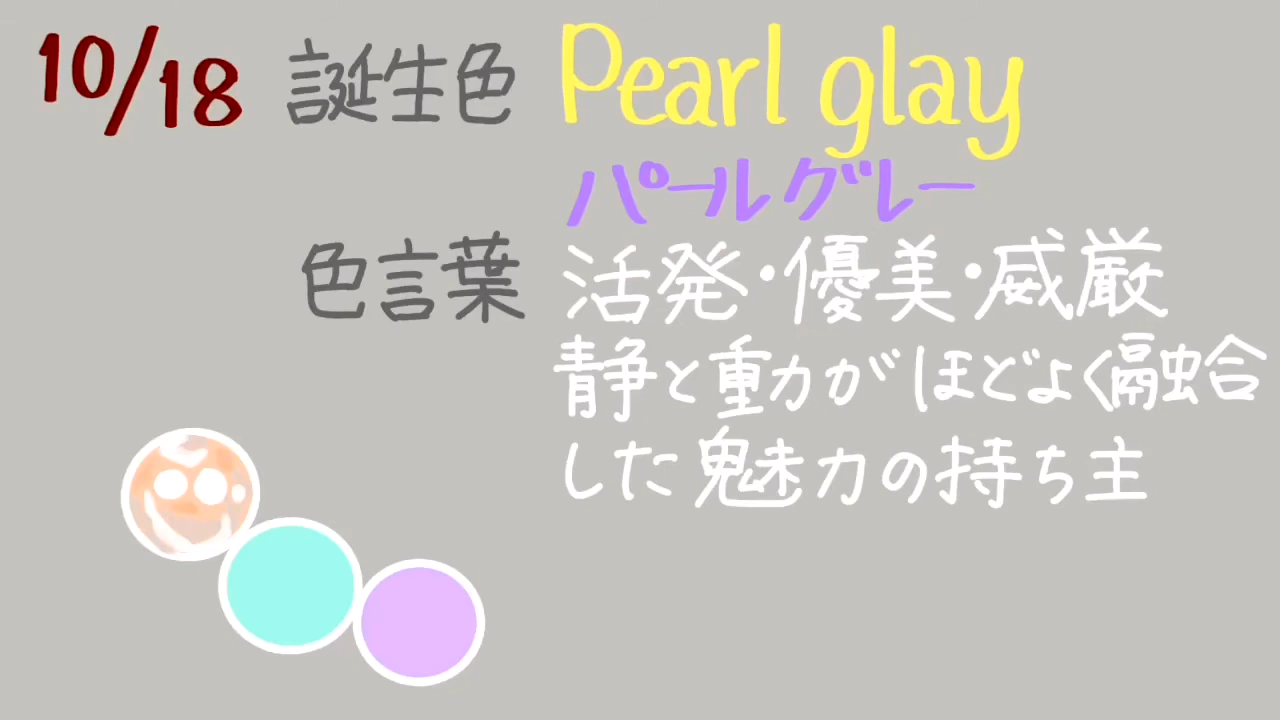 10/18 誕生色 Pearl glay
パールグレー
色言葉 活発・優美・威厳
静と動がほどよく融合
した魅力の持ち主